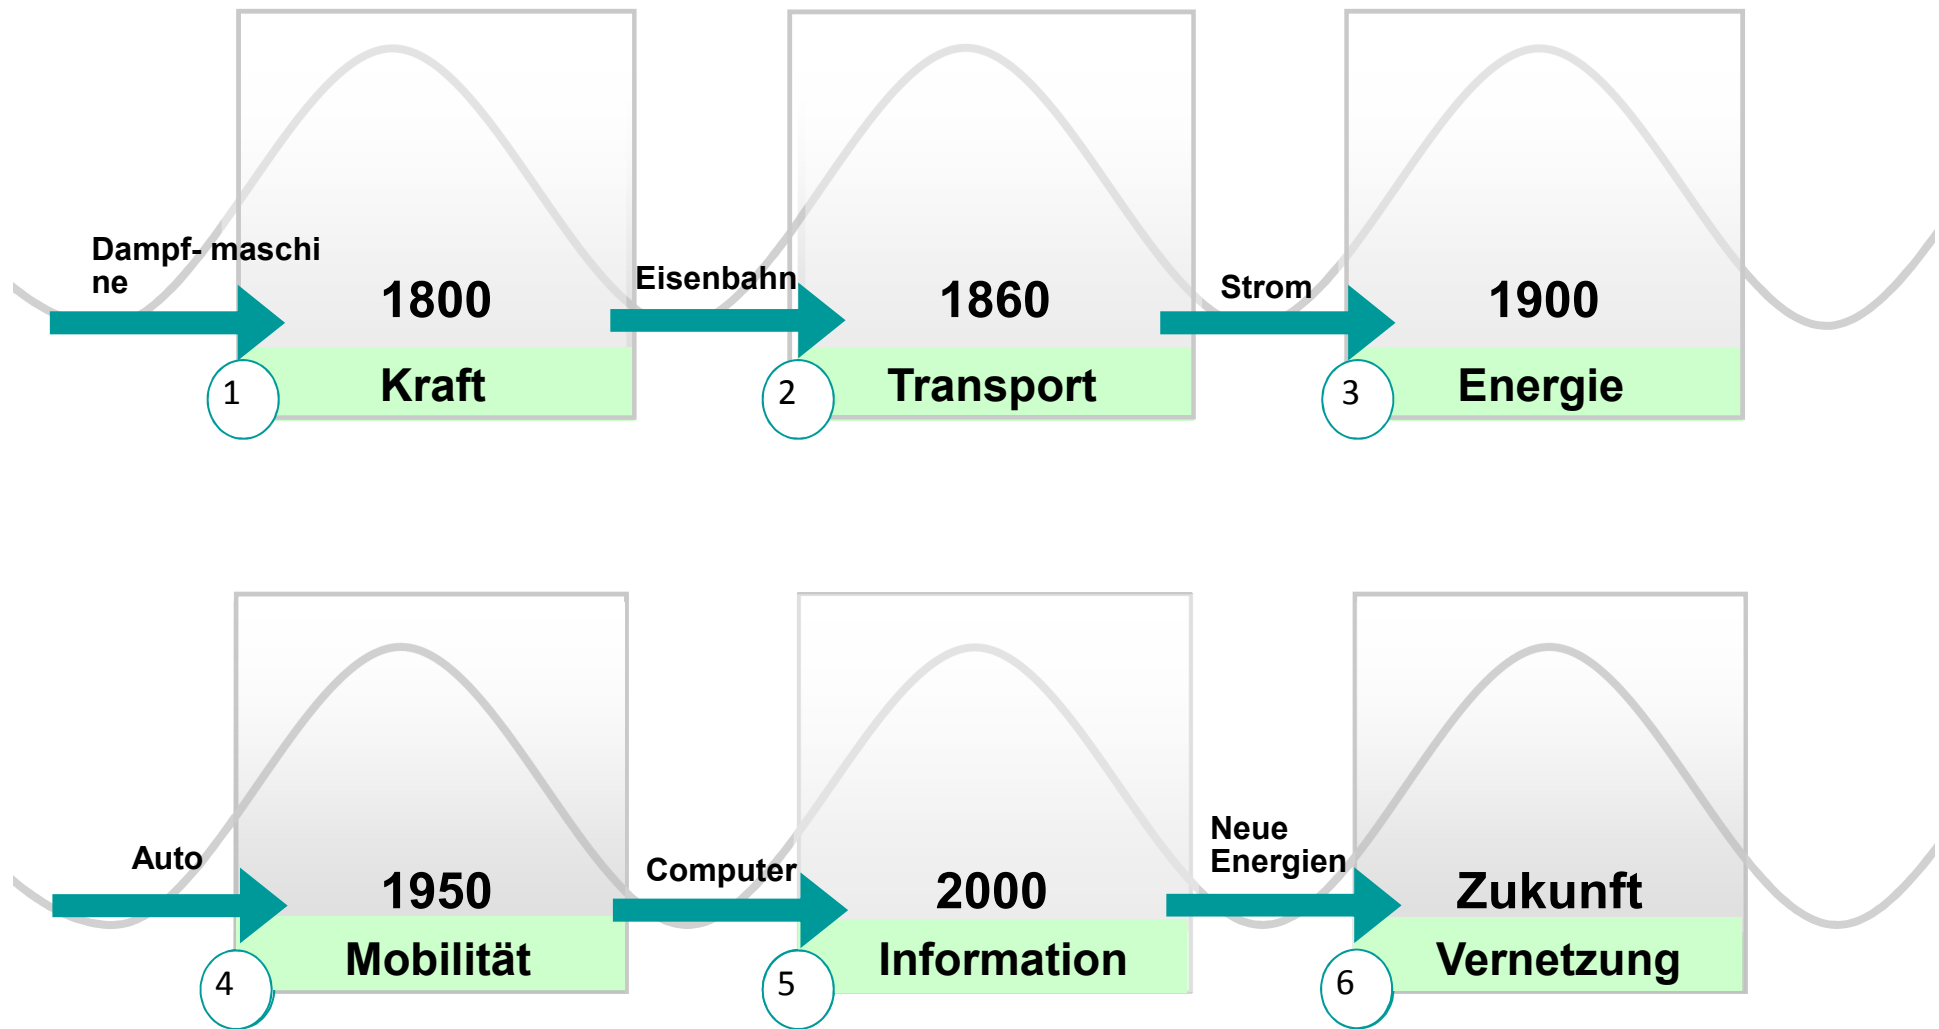 Dampf- maschi
ne
1800
Eisenbahn
1860
Strom
1900
1
Kraft
2
Transport
3
Energie
Auto
1950
Computer
2000
Neue
Energien
Zukunft
4
Mobilität
5
Information
6
Vernetzung